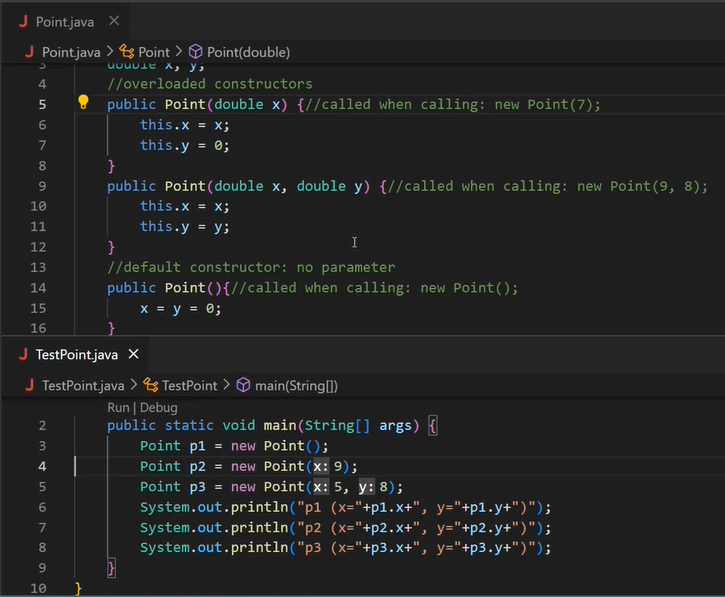 Point.java
Point.java > Point > Point(double)
3 double x, y;
4 //overloaded constructors
5 public Point(double x) {//called when calling: new Point(7);
6 this.x = x;
7 this.y = 0;
8 }
9 public Point(double x, double y) {//called when calling: new Point(9, 8);
10 this.x = x;
11 this.y = y;
12 }
13 //default constructor: no parameter
14 public Point(){//called when calling: new Point();
15 x = y = 0;
16 }
TestPoint.java
TestPoint.java > TestPoint > main(String[])
Run | Debug
2 public static void main(String[] args) {
3 Point p1 = new Point();
4 Point p2 = new Point(x: 9);
5 Point p3 = new Point(x: 5, y: 8);
6 System.out.println("p1 (x="+p1.x+", y="+p1.y+")");
7 System.out.println("p2 (x="+p2.x+", y="+p2.y+")");
8 System.out.println("p3 (x="+p3.x+", y="+p3.y+")");
9 }
10 }